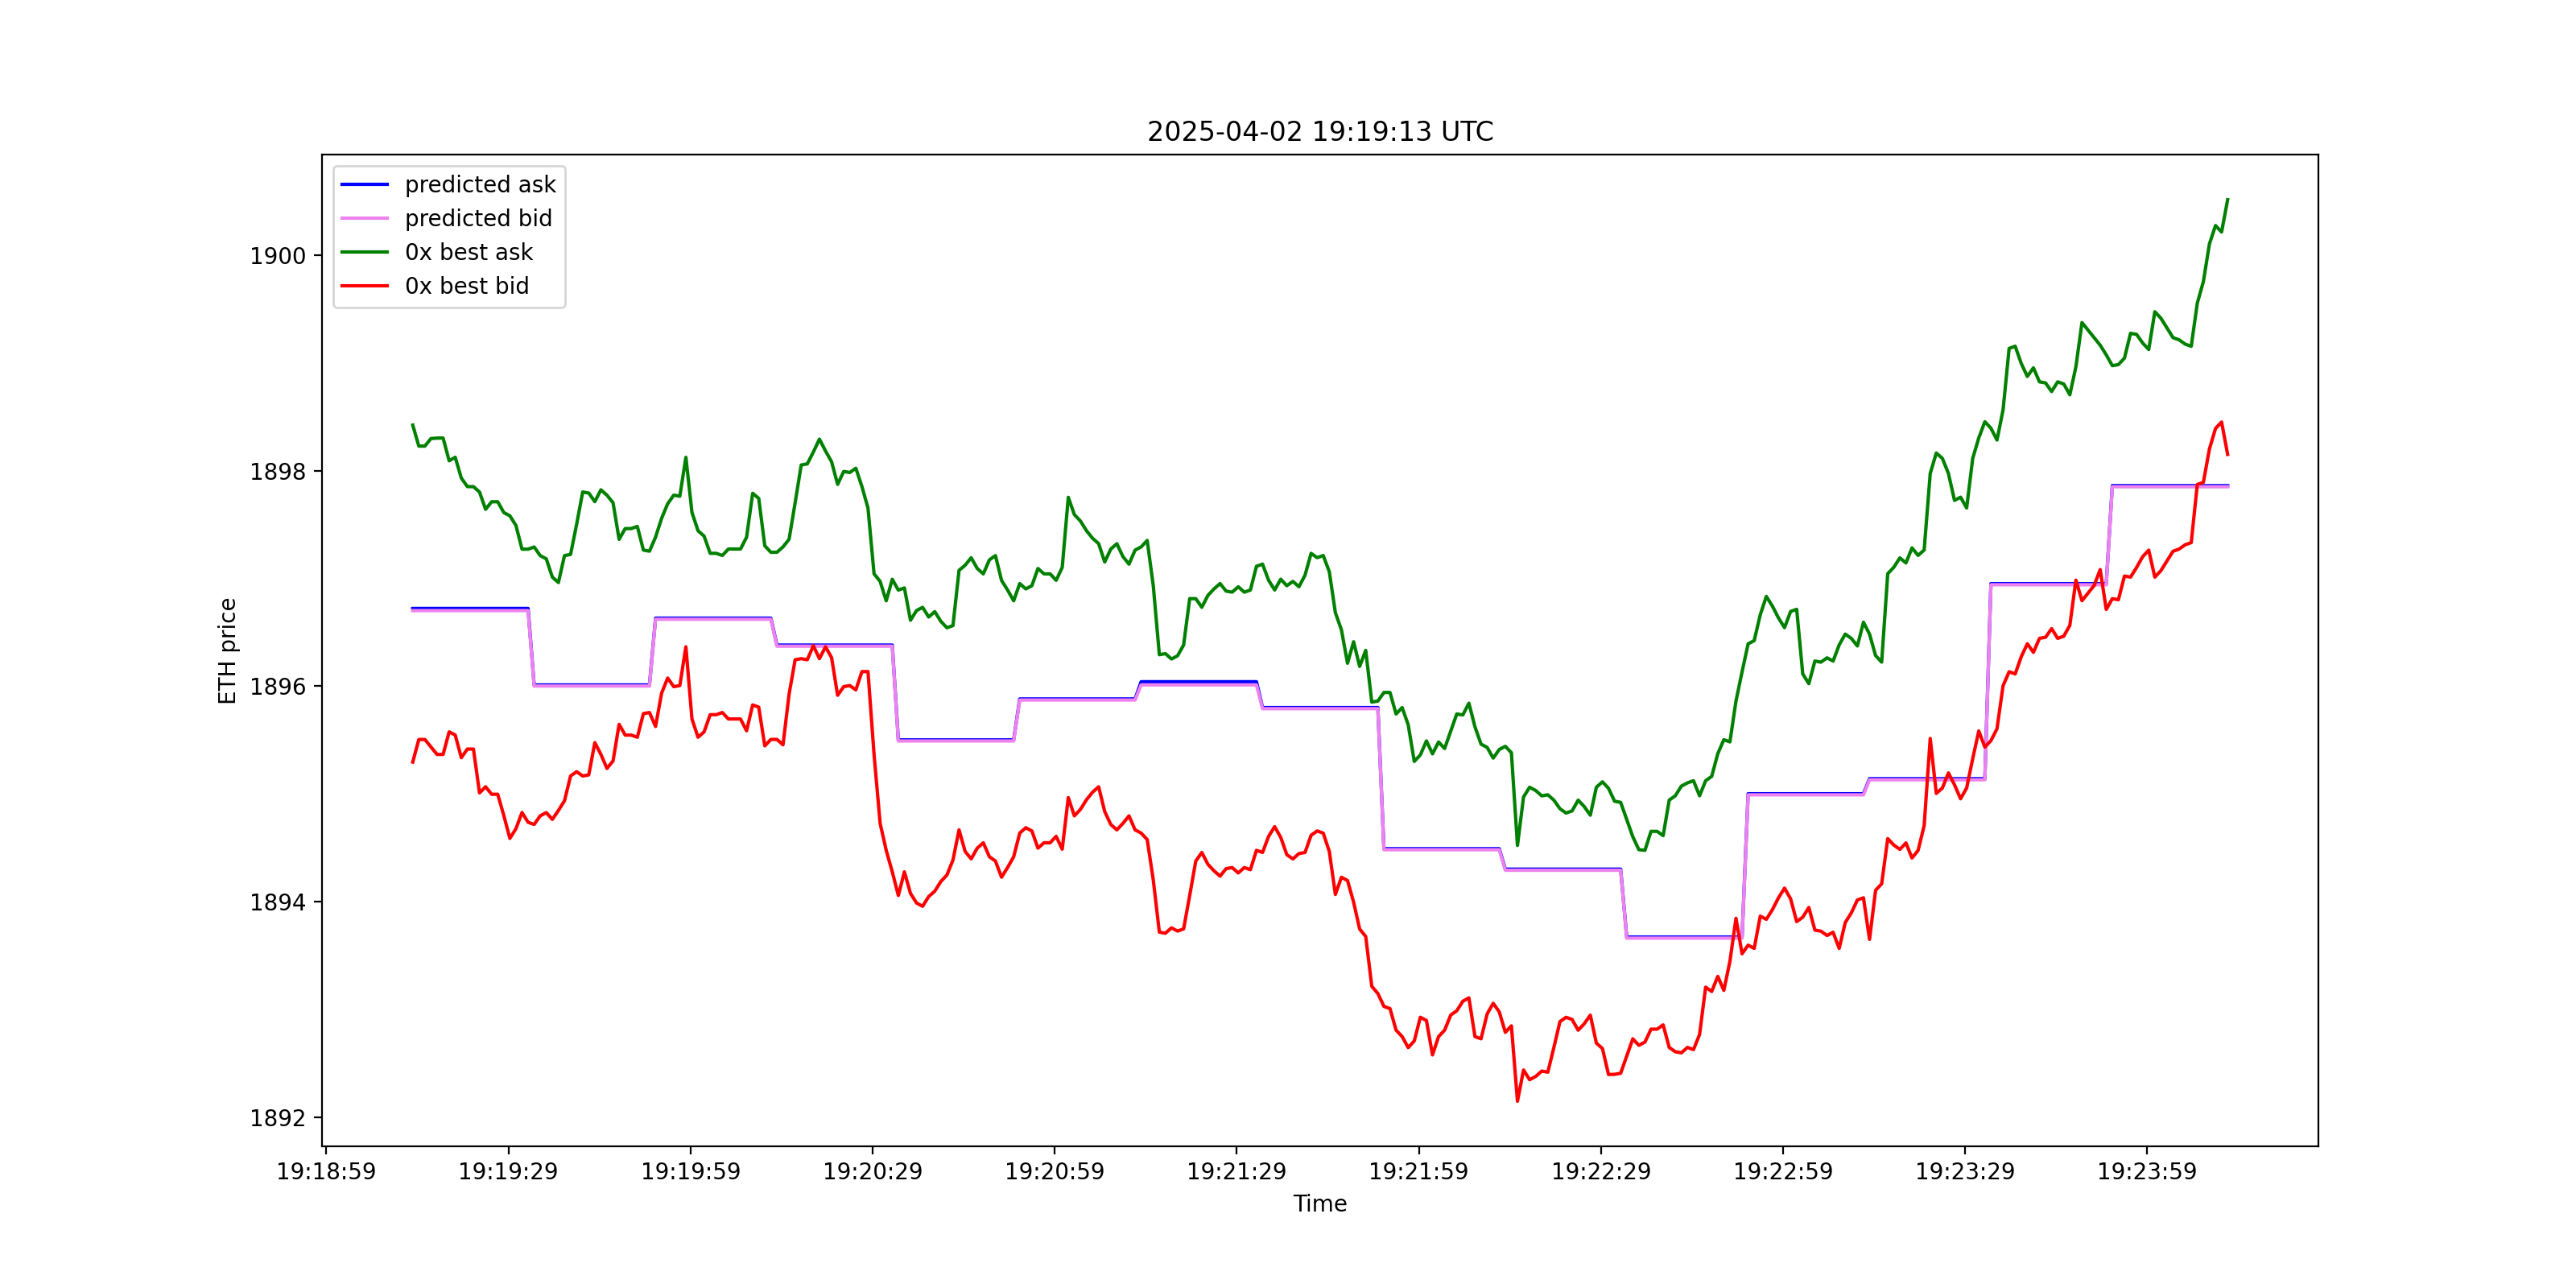 2025-04-02 19:19:13 UTC
predicted ask
predicted bid
0x best ask
0x best bid
1900
1898
1896
1894
1892
ETH price
19:18:59 19:19:29 19:19:59 19:20:29 19:20:59 19:21:29 19:21:59 19:22:29 19:22:59 19:23:29 19:23:59
Time